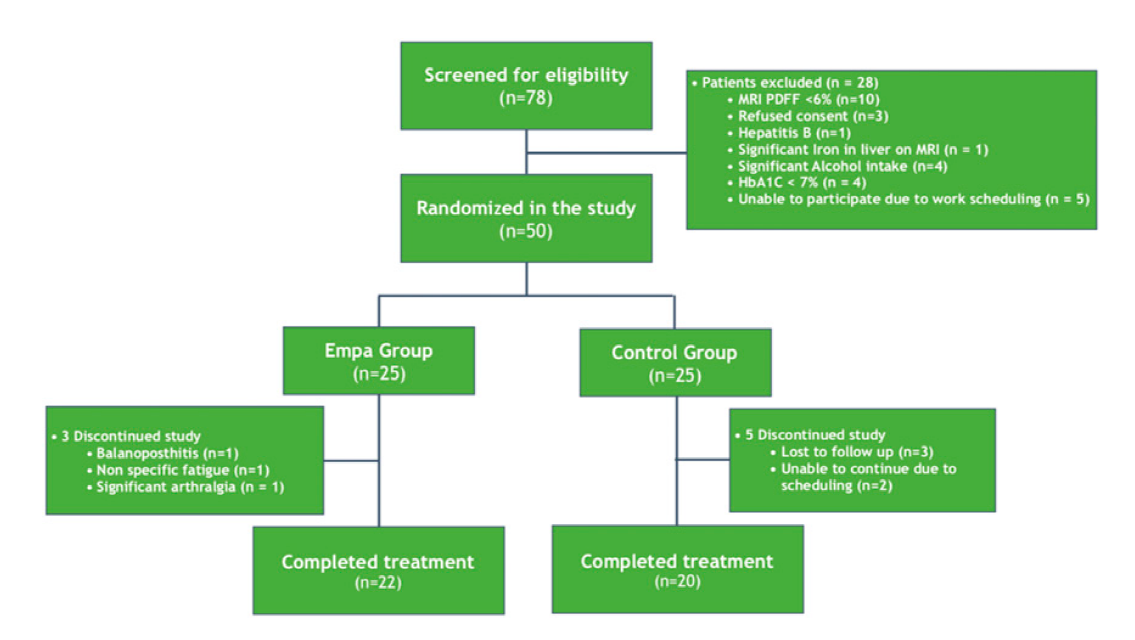 Screened for eligibility
(n=78)
• Patients excluded (n = 28)
• MRI PDFF <6% (n=10)
• Refused consent (n=3)
• Hepatitis B (n=1)
• Significant Iron in liver on MRI (n = 1)
• Significant Alcohol intake (n=4)
• HbA1C < 7% (n = 4)
• Unable to participate due to work scheduling (n = 5)
Randomized in the study
(n=50)
Empa Group
(n=25)
Control Group
(n=25)
• 3 Discontinued study
• Balanoposthitis (n=1)
• Non specific fatigue (n=1)
• Significant arthralgia (n = 1)
• 5 Discontinued study
• Lost to follow up (n=3)
• Unable to continue due to
scheduling (n=2)
Completed treatment
(n=22)
Completed treatment
(n=20)